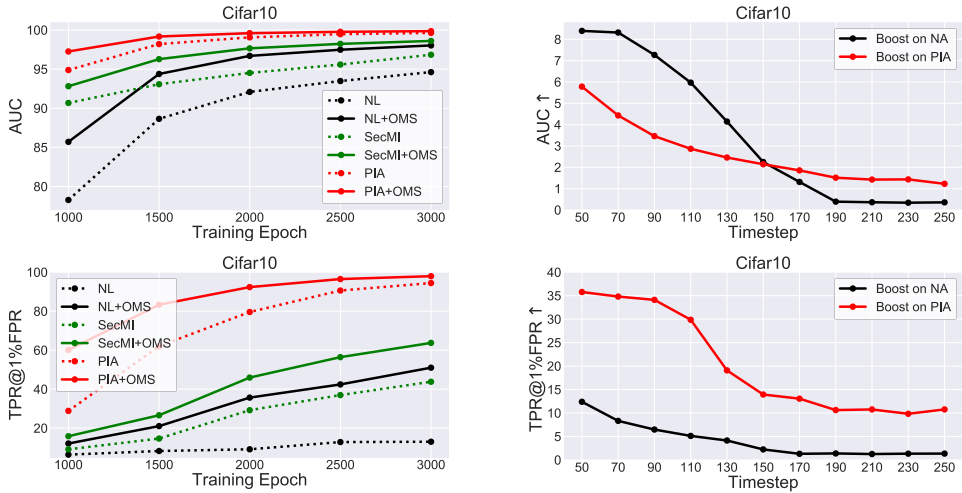 Cifar10
100
95
90
85
80
AUC
1000
1500
2000
2500
3000
Training Epoch
NL
NL+OMS
SecMI
SecMI+OMS
PIA
PIA+OMS
Cifar10
8
7
6
5
4
3
2
1
0
AUC ↑
50
70
90
110
130
150
170
190
210
230
250
Timestep
Boost on NA
Boost on PIA
Cifar10
100
80
60
40
20
TPR@1%FPR
1000
1500
2000
2500
3000
Training Epoch
NL
NL+OMS
SecMI
SecMI+OMS
PIA
PIA+OMS
Cifar10
40
35
30
25
20
15
10
5
0
TPR@1%FPR ↑
50
70
90
110
130
150
170
190
210
230
250
Timestep
Boost on NA
Boost on PIA